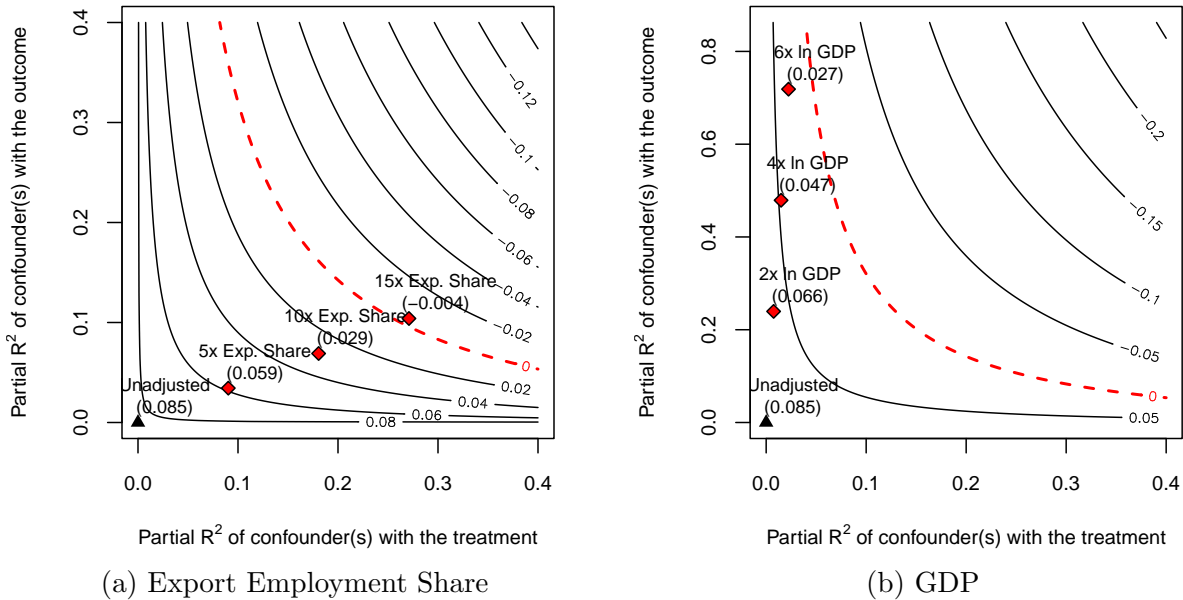 Partial R² of confounder(s) with the outcome
0.4
0.3
0.2
0.1
0.0
−0.12
−0.1
−0.08
−0.06
−0.04
−0.02
0
0.02
0.04
0.06
0.08
15x Exp. Share
(−0.004)
10x Exp. Share
(0.029)
5x Exp. Share
(0.059)
Unadjusted
(0.085)
0.0 0.1 0.2 0.3 0.4
Partial R² of confounder(s) with the treatment
(a) Export Employment Share
Partial R² of confounder(s) with the outcome
0.8
0.6
0.4
0.2
0.0
6x ln GDP
(0.027)
4x ln GDP
(0.047)
2x ln GDP
(0.066)
Unadjusted
(0.085)
−0.2
−0.15
−0.1
−0.05
0
0.05
0.0 0.1 0.2 0.3 0.4
Partial R² of confounder(s) with the treatment
(b) GDP